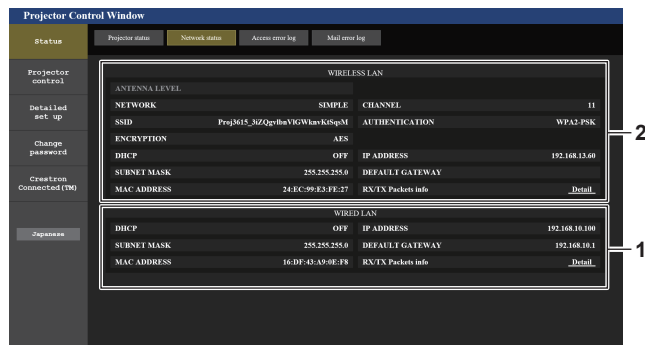 Projector Control Window
Status
Projector status Network status Access error log Mail error log
Projector
control
Detailed
set up
Change
password
Crestron
Connected(TM)
Japanese
WIRELESS LAN
ANTENNA LEVEL
NETWORK SIMPLE CHANNEL 11
SSID Proj3615_3iZQgvlbnVlGWknvKtSqsM AUTHENTICATION WPA2-PSK
ENCRYPTION AES
DHCP OFF IP ADDRESS 192.168.13.60
SUBNET MASK 255.255.255.0 DEFAULT GATEWAY
MAC ADDRESS 24:EC:99:E3:FE:27 RX/TX Packets info Detail
2
WIRED LAN
DHCP OFF IP ADDRESS 192.168.10.100
SUBNET MASK 255.255.255.0 DEFAULT GATEWAY 192.168.10.1
MAC ADDRESS 16:DF:43:A9:0E:F8 RX/TX Packets info Detail
1